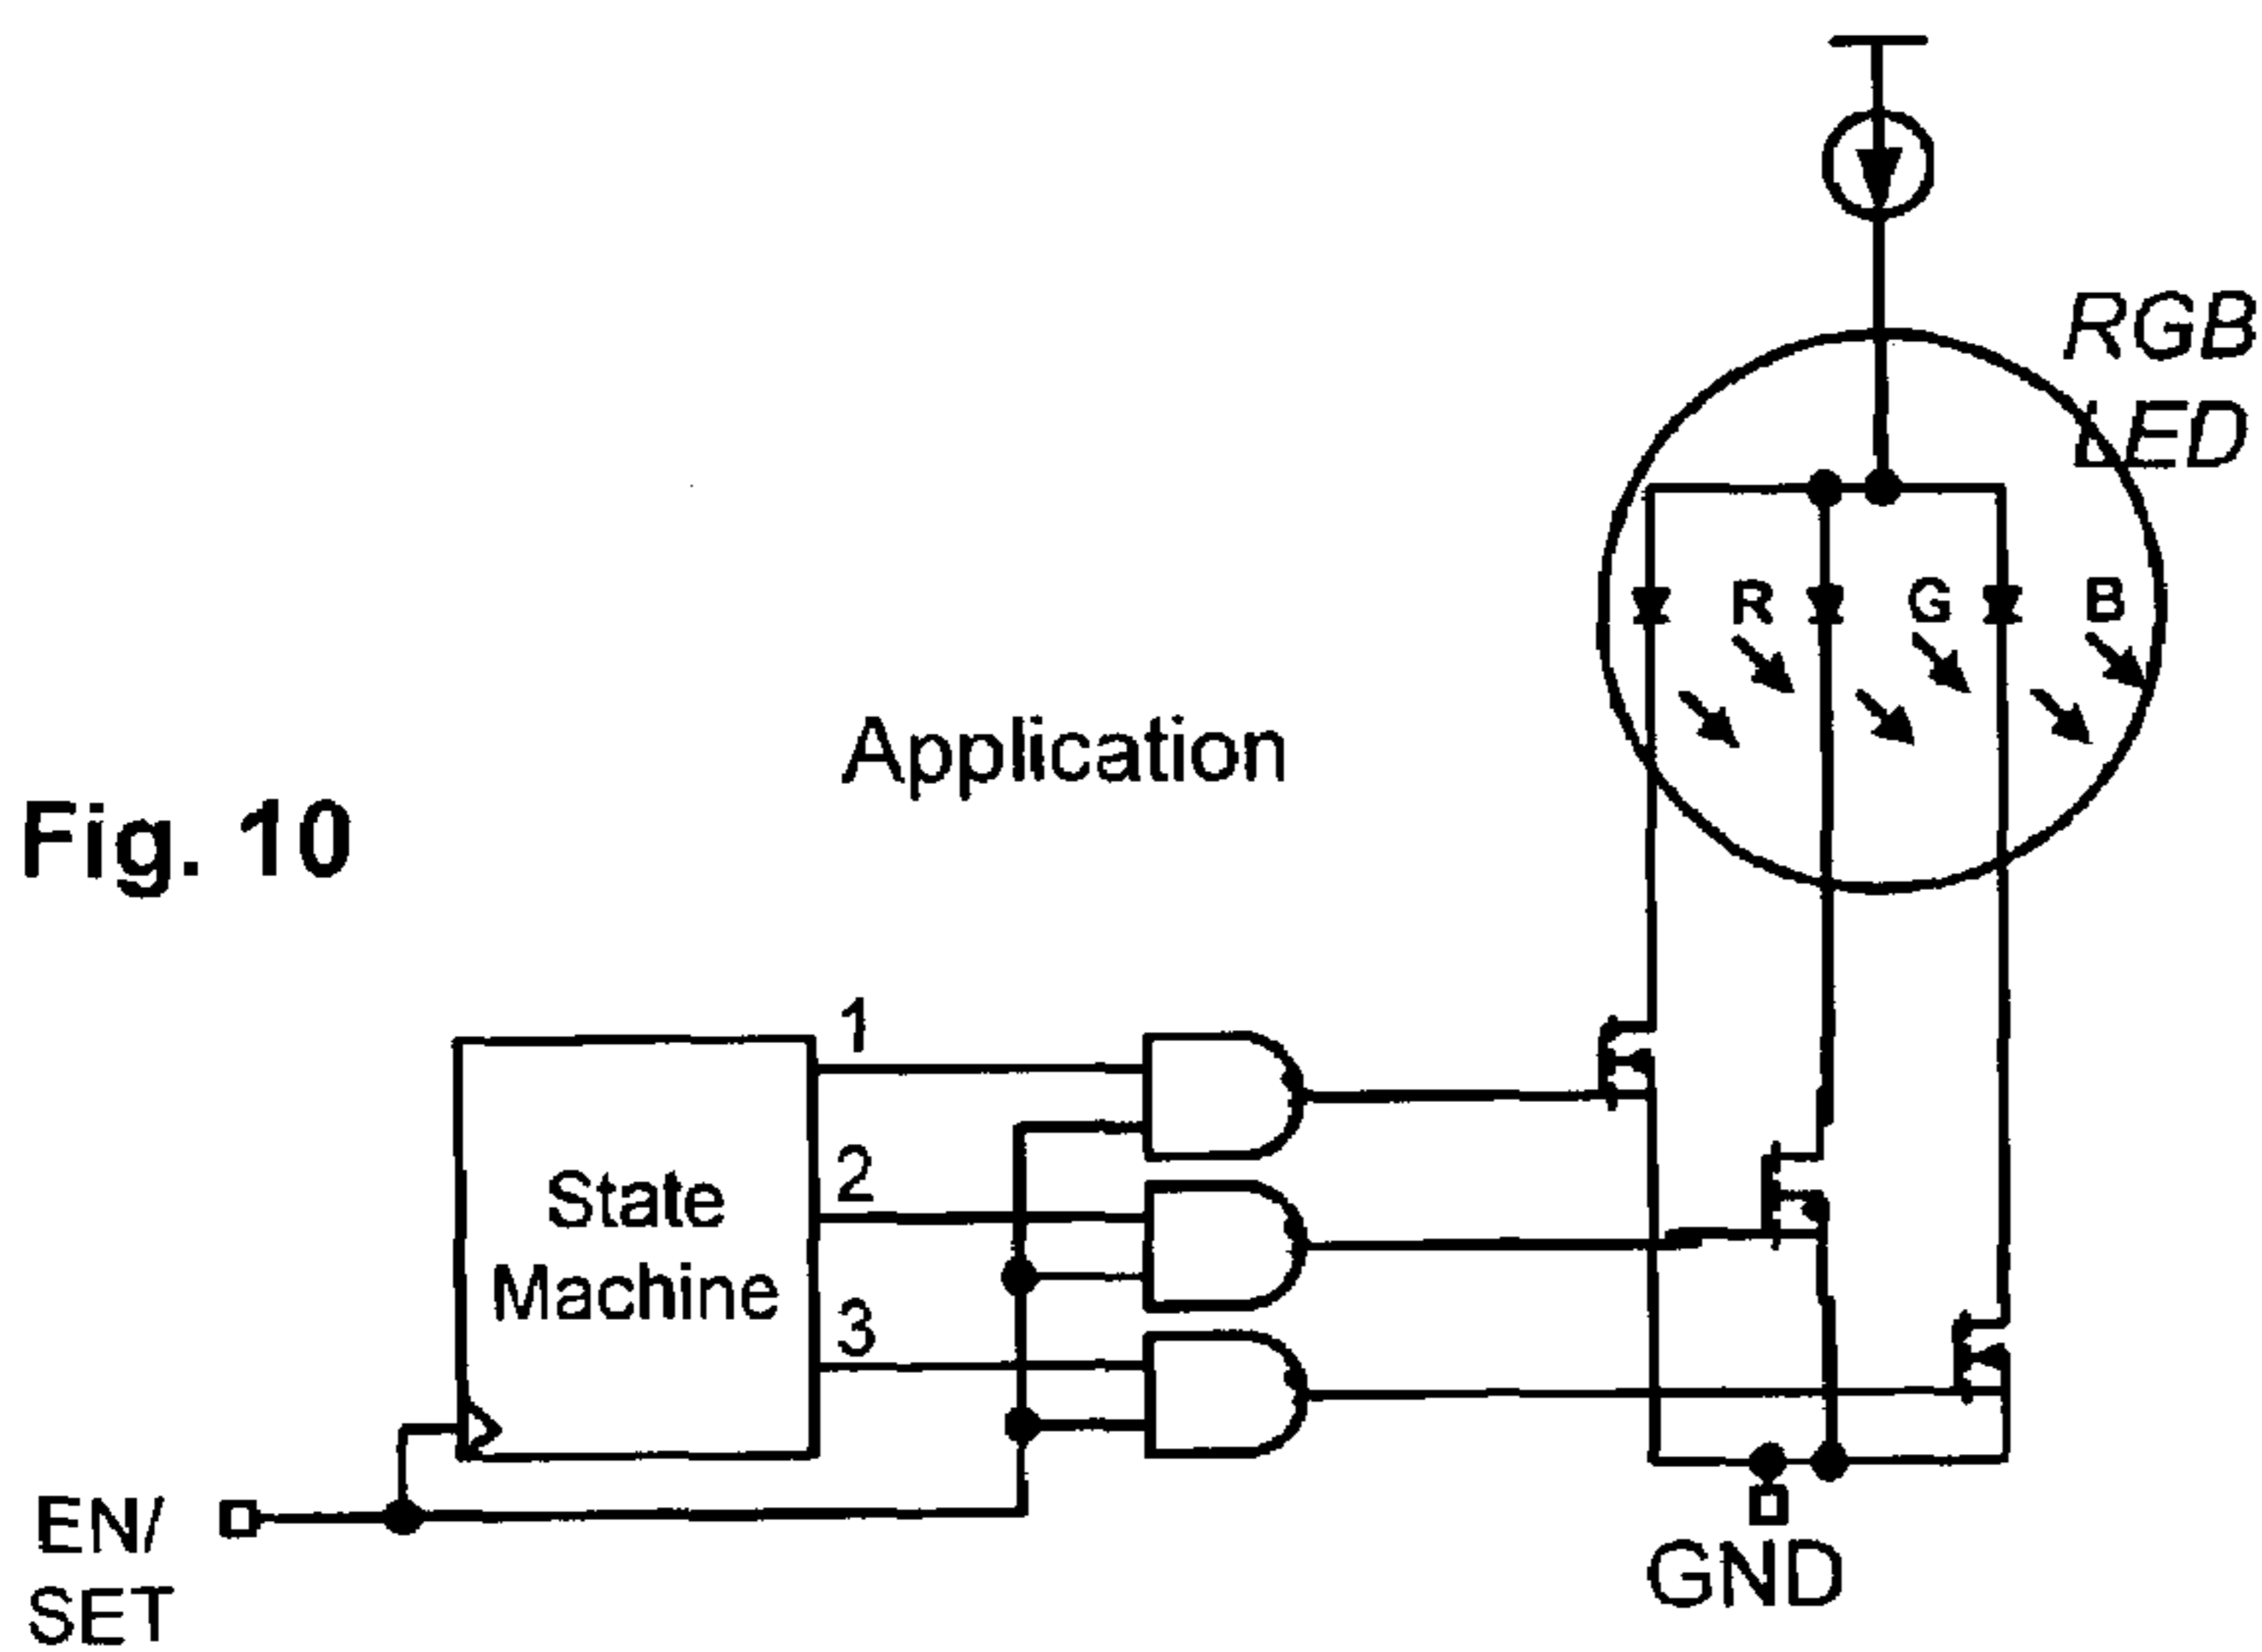 RGB
LED
R G B
Application
Fig. 10
1
2
3
State
Machine
EN/
SET
GND